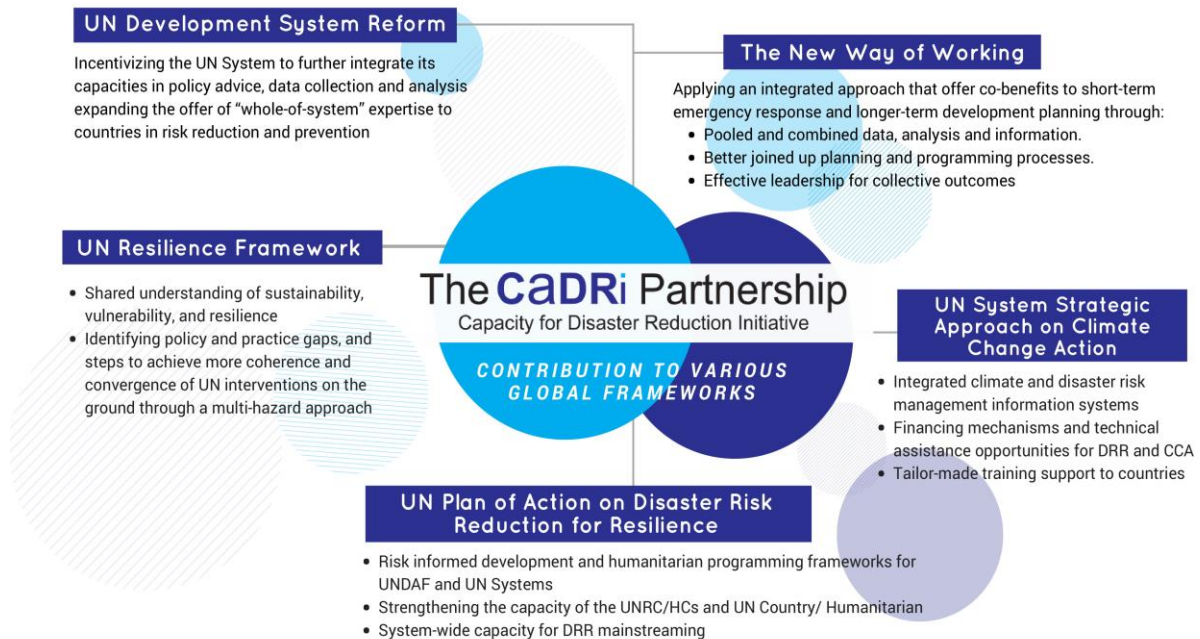 UN Development System Reform
Incentivizing the UN System to further integrate its
capacities in policy advice, data collection and analysis
expanding the offer of “whole-of-system” expertise to
countries in risk reduction and prevention
The New Way of Working
Applying an integrated approach that offer co-benefits to short-term
emergency response and longer-term development planning through:
• Pooled and combined data, analysis and information.
• Better joined up planning and programming processes.
• Effective leadership for collective outcomes
UN Resilience Framework
• Shared understanding of sustainability,
vulnerability, and resilience
• Identifying policy and practice gaps, and
steps to achieve more coherence and
convergence of UN interventions on the
ground through a multi-hazard approach
The CaDRi Partnership
Capacity for Disaster Reduction Initiative
CONTRIBUTION TO VARIOUS
GLOBAL FRAMEWORKS
UN System Strategic
Approach on Climate
Change Action
• Integrated climate and disaster risk
management information systems
• Financing mechanisms and technical
assistance opportunities for DRR and CCA
• Tailor-made training support to countries
UN Plan of Action on Disaster Risk
Reduction for Resilience
• Risk informed development and humanitarian programming frameworks for
UNDAF and UN Systems
• Strengthening the capacity of the UNRC/HCs and UN Country/ Humanitarian
• System-wide capacity for DRR mainstreaming